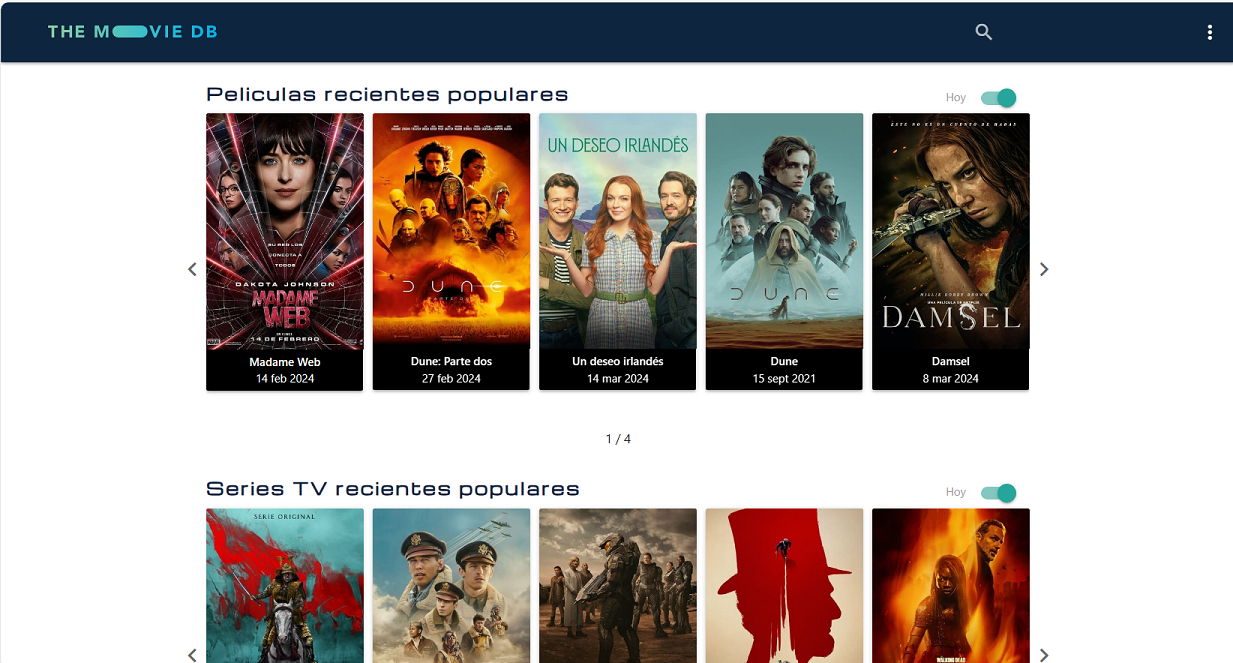 THE MOVIE DB
Peliculas recientes populares
Hoy
SU RED LOS
CONECTA A
TODOS
DAKOTA JOHNSON
MADAME
WEB
14 DE FEBRERO
DUNE
UN DESEO IRLANDÉS
DUNE
ESTE NO ES UN CUENTO DE HADAS
MILLIE BOBBY BROWN
DAMSEL
Madame Web
14 feb 2024
Dune: Parte dos
27 feb 2024
Un deseo irlandés
14 mar 2024
Dune
15 sept 2021
Damsel
8 mar 2024
1 / 4
Series TV recientes populares
Hoy
SERIE ORIGINAL